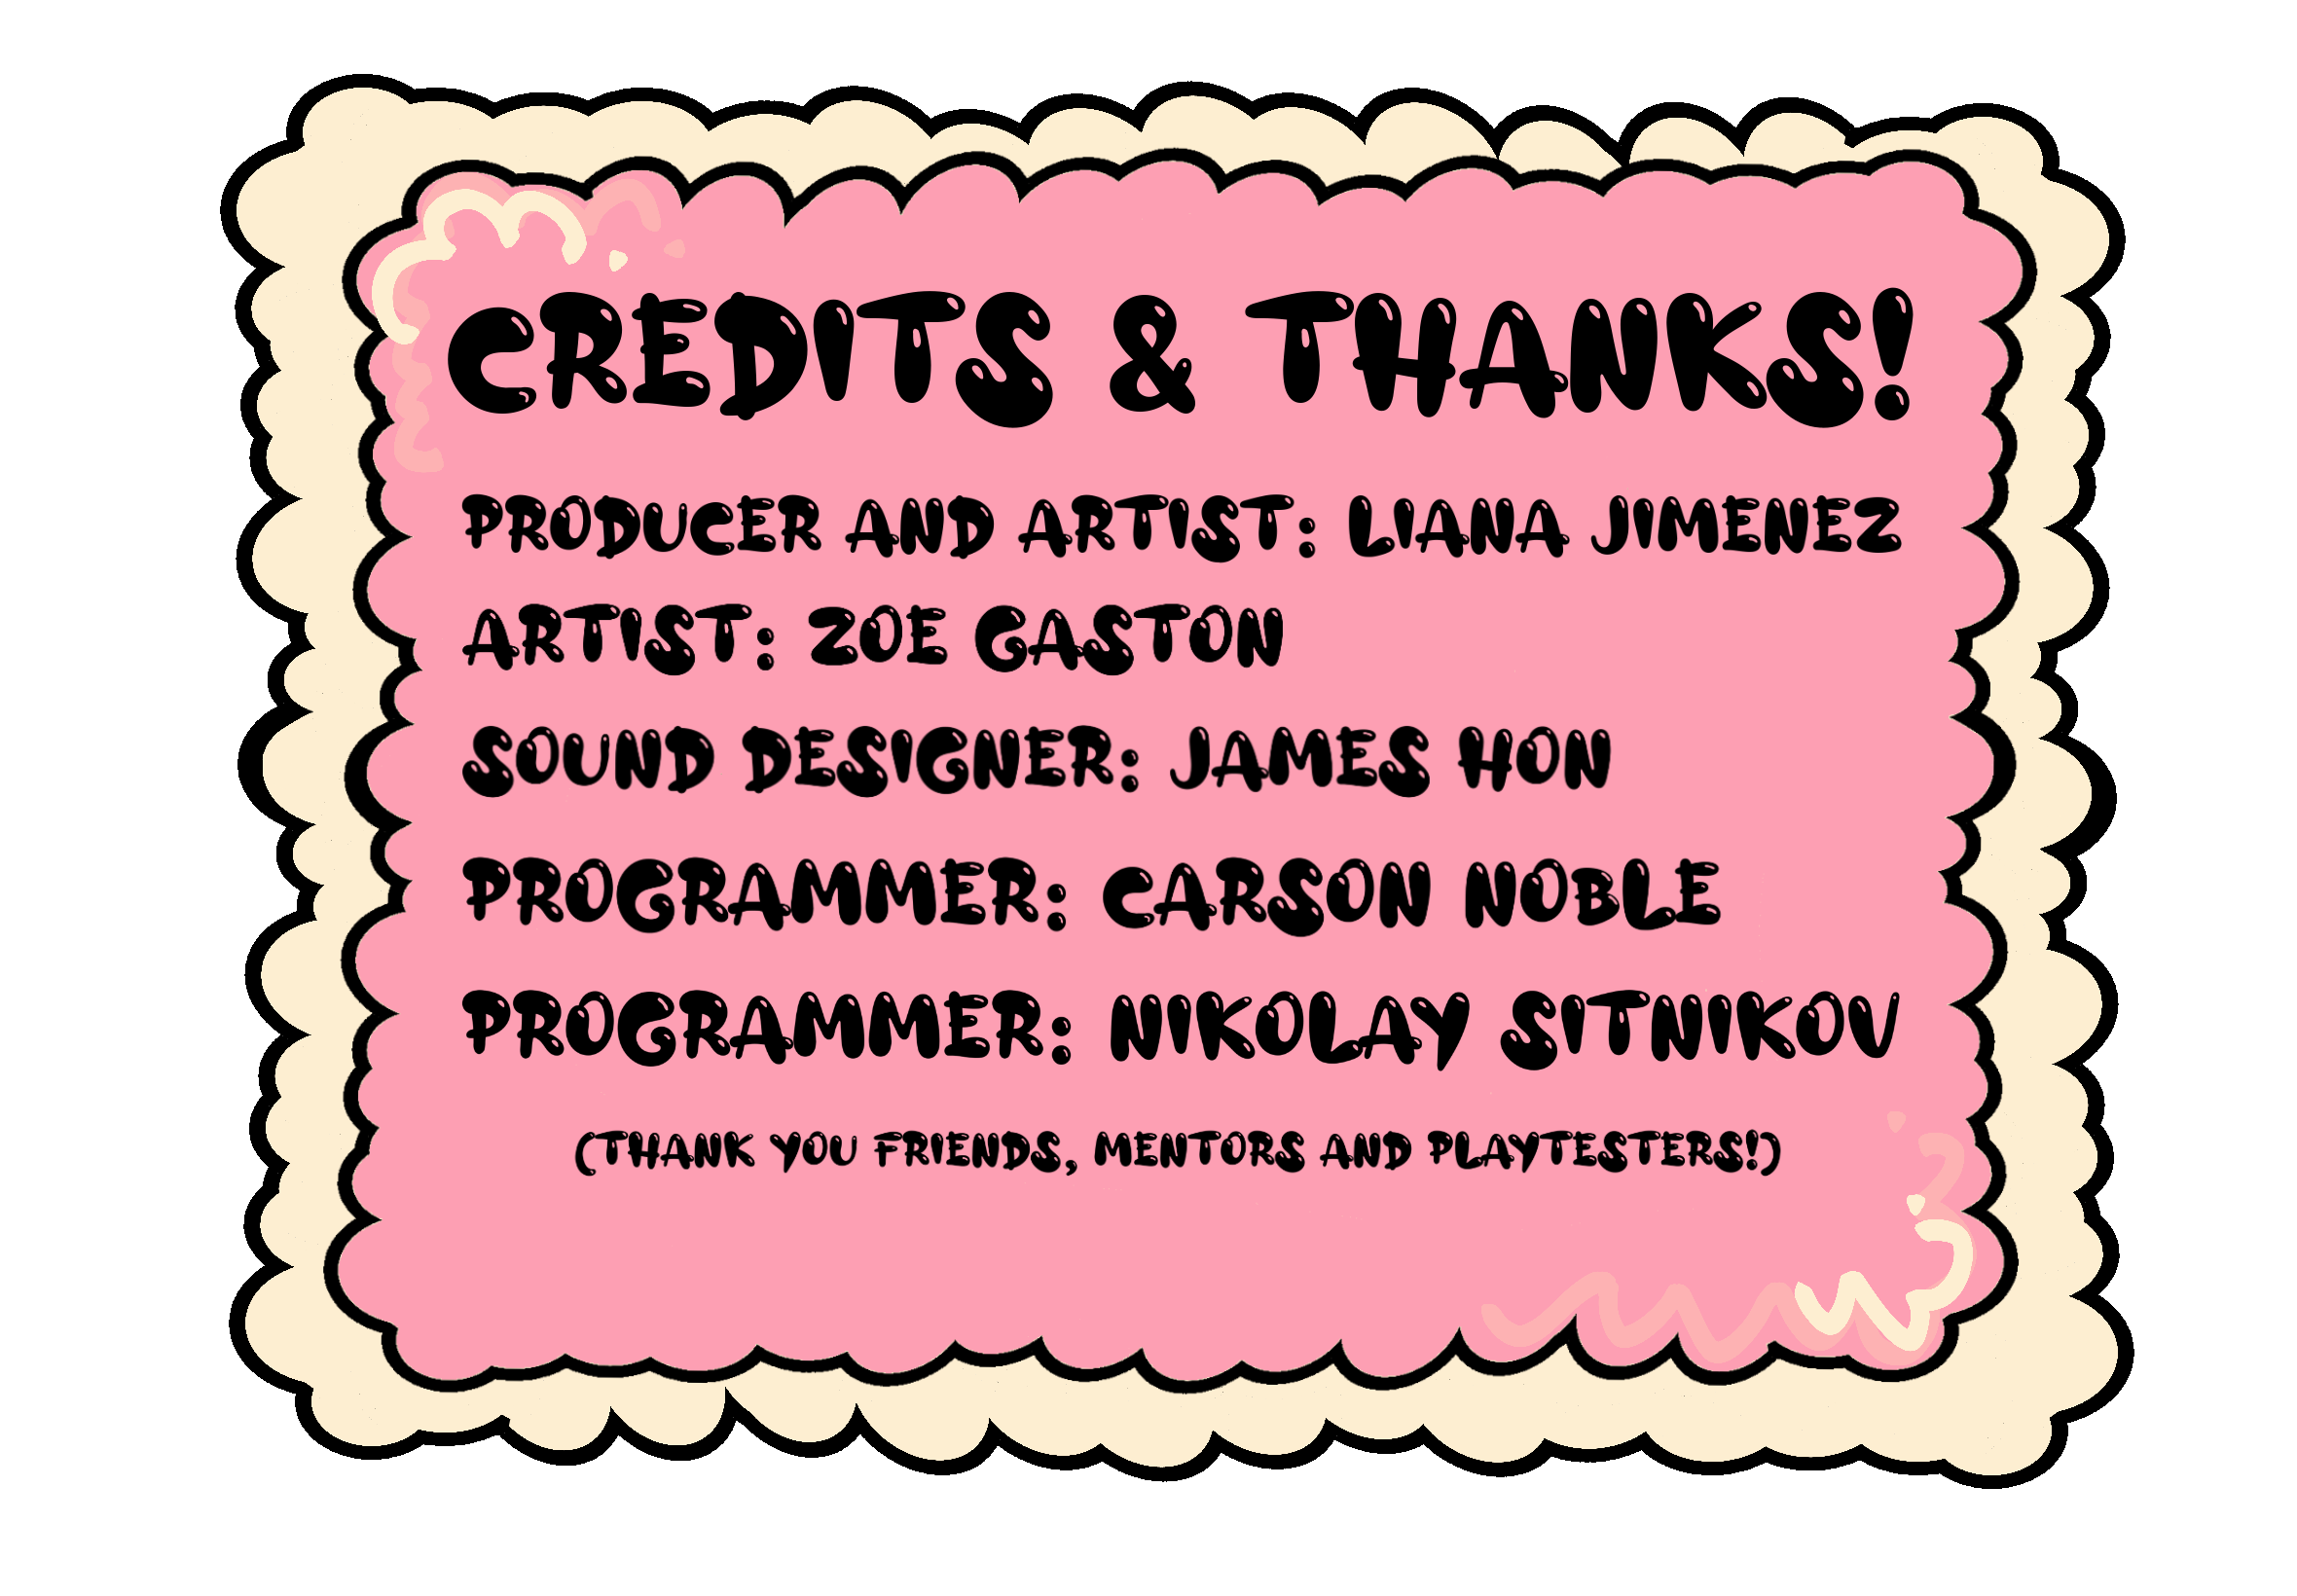 CREDITS & THANKS!
PRODUCER AND ARTIST: LIANA JIMENEZ
ARTIST: ZOE GASTON
SOUND DESIGNER: JAMES HON
PROGRAMMER: CARSON NOBLE
PROGRAMMER: NIKOLAY SITNIKOV
(THANK YOU FRIENDS, MENTORS AND PLAYTESTERS!)